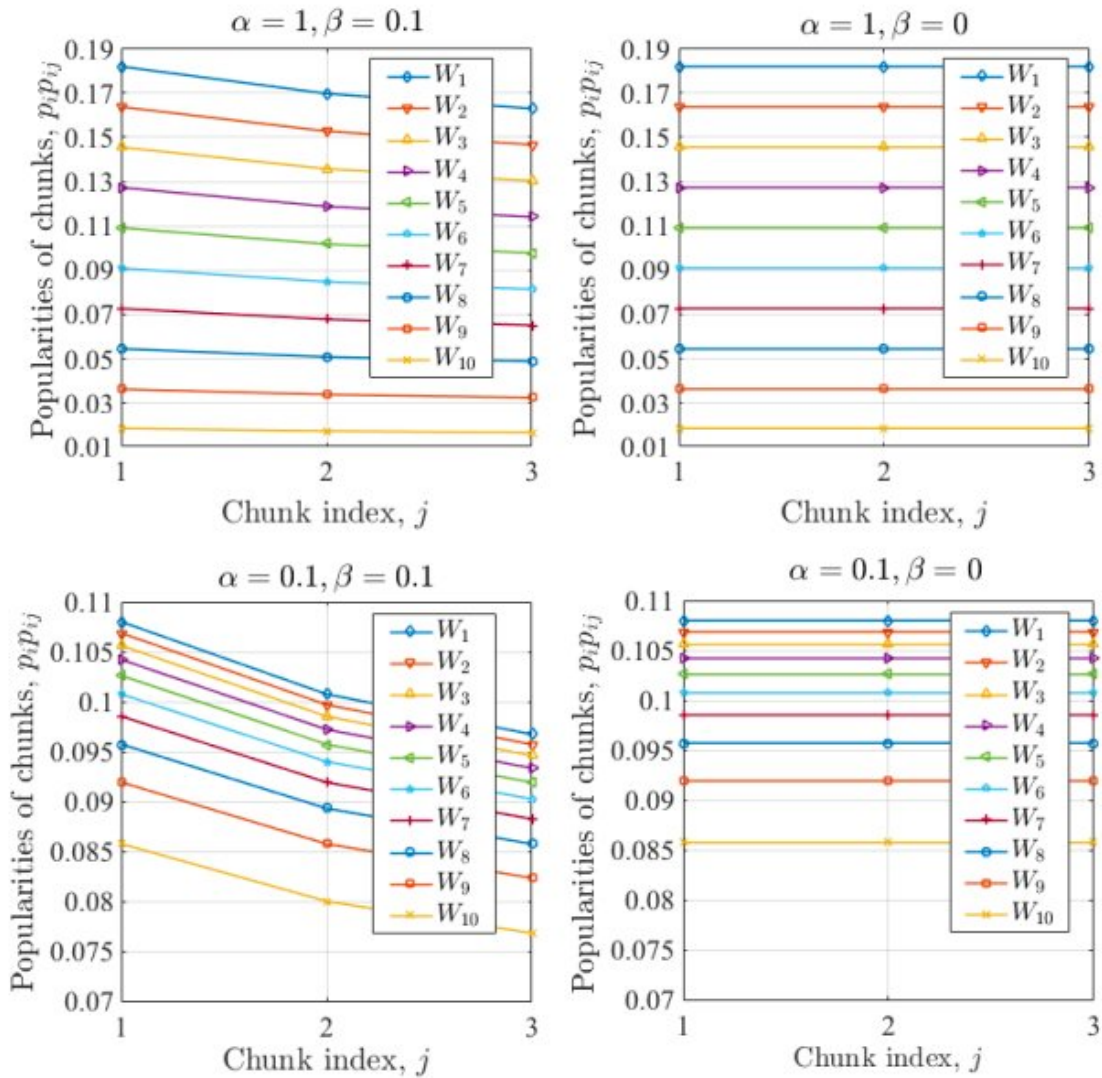 α = 1, β = 0.1
Popularities of chunks, p_i p_ij
0.19
0.17
0.15
0.13
0.11
0.09
0.07
0.05
0.03
0.01
1 2 3
Chunk index, j
W_1
W_2
W_3
W_4
W_5
W_6
W_7
W_8
W_9
W_10
α = 1, β = 0
Popularities of chunks, p_i p_ij
0.19
0.17
0.15
0.13
0.11
0.09
0.07
0.05
0.03
0.01
1 2 3
Chunk index, j
W_1
W_2
W_3
W_4
W_5
W_6
W_7
W_8
W_9
W_10
α = 0.1, β = 0.1
Popularities of chunks, p_i p_ij
0.11
0.105
0.1
0.095
0.09
0.085
0.08
0.075
0.07
1 2 3
Chunk index, j
W_1
W_2
W_3
W_4
W_5
W_6
W_7
W_8
W_9
W_10
α = 0.1, β = 0
Popularities of chunks, p_i p_ij
0.11
0.105
0.1
0.095
0.09
0.085
0.08
0.075
0.07
1 2 3
Chunk index, j
W_1
W_2
W_3
W_4
W_5
W_6
W_7
W_8
W_9
W_10